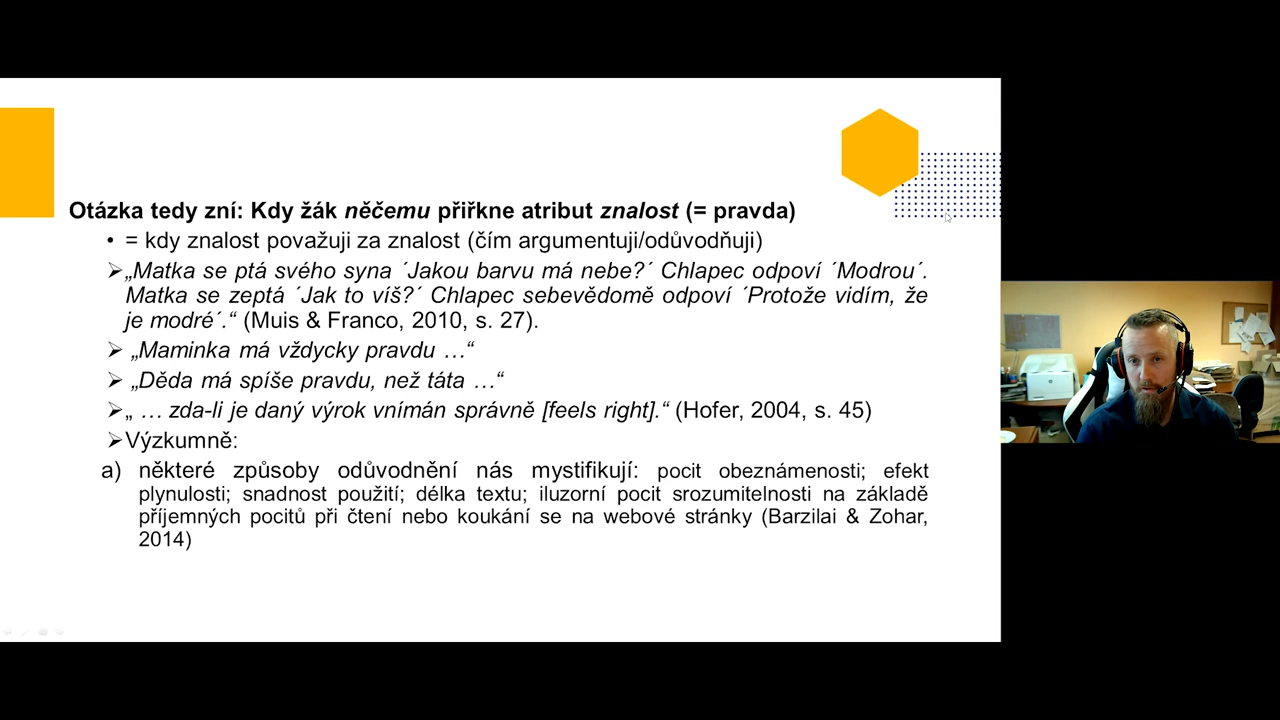 Otázka tedy zní: Kdy žák něčemu přiřkne atribut znalost (= pravda)
• = kdy znalost považuji za znalost (čím argumentuji/odůvodňuji)
➢„Matka se ptá svého syna ´Jakou barvu má nebe?´ Chlapec odpoví ´Modrou´.
Matka se zeptá ´Jak to víš?´ Chlapec sebevědomě odpoví ´Protože vidím, že
je modré´.“ (Muis & Franco, 2010, s. 27).
➢ „Maminka má vždycky pravdu …“
➢ „Děda má spíše pravdu, než táta …“
➢„ … zda-li je daný výrok vnímán správně [feels right].“ (Hofer, 2004, s. 45)
➢Výzkumně:
a) některé způsoby odůvodnění nás mystifikují: pocit obeznámenosti; efekt
plynulosti; snadnost použití; délka textu; iluzorní pocit srozumitelnosti na základě
příjemných pocitů při čtení nebo koukání se na webové stránky (Barzilai & Zohar,
2014)